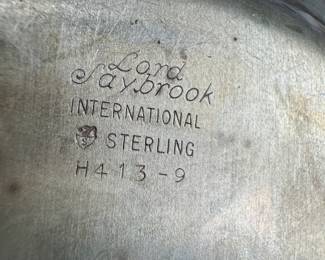 Lord
Saybrook
INTERNATIONAL
STERLING
H413-9